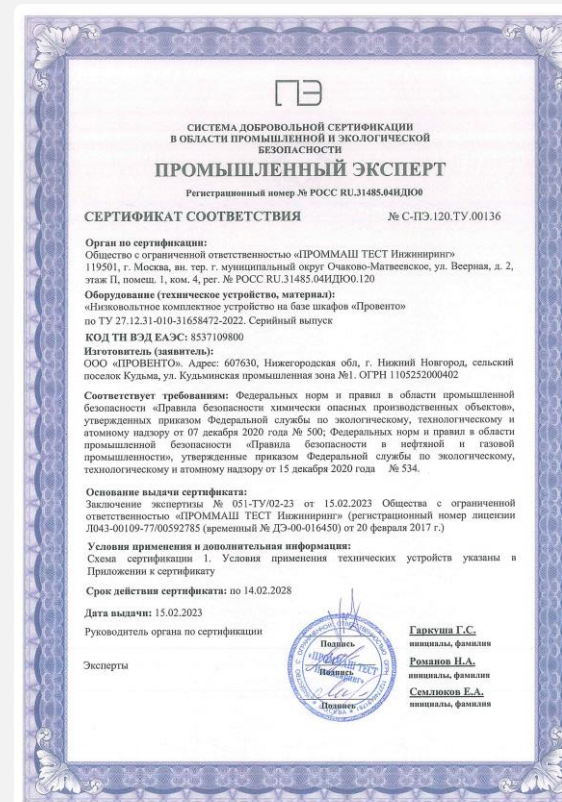 ПЭ
СИСТЕМА ДОБРОВОЛЬНОЙ СЕРТИФИКАЦИИ
В ОБЛАСТИ ПРОМЫШЛЕННОЙ И ЭКОЛОГИЧЕСКОЙ
БЕЗОПАСНОСТИ
ПРОМЫШЛЕННЫЙ ЭКСПЕРТ
Регистрационный номер № РОСС RU.31485.04ИДЮ0
СЕРТИФИКАТ СООТВЕТСТВИЯ № С-ПЭ.120.ТУ.00136
Орган по сертификации:
Общество с ограниченной ответственностью «ПРОММАШ ТЕСТ Инжиниринг»
119501, г. Москва, вн. тер. г. муниципальный округ Очаково-Матвеевское, ул. Веерная, д. 2,
этаж П, помещ. 1, ком. 4, рег. № РОСС RU.31485.04ИДЮ0.120
Оборудование (техническое устройство, материал):
«Низковольтное комплектное устройство на базе шкафов «Провенто»
по ТУ 27.12.31-010-31658472-2022. Серийный выпуск
КОД ТН ВЭД ЕАЭС: 8537109800
Изготовитель (заявитель):
ООО «ПРОВЕНТО». Адрес: 607630, Нижегородская обл, г. Нижний Новгород, сельский
поселок Кудьма, ул. Кудьминская промышленная зона №1. ОГРН 1105252000402
Соответствует требованиям: Федеральных норм и правил в области промышленной
безопасности «Правила безопасности химически опасных производственных объектов»,
утвержденных приказом Федеральной службы по экологическому, технологическому и
атомному надзору от 07 декабря 2020 года № 500; Федеральных норм и правил в области
промышленной безопасности «Правила безопасности в нефтяной и газовой
промышленности», утвержденные приказом Федеральной службы по экологическому,
технологическому и атомному надзору от 15 декабря 2020 года № 534.
Основание выдачи сертификата:
Заключение экспертизы № 051-ТУ/02-23 от 15.02.2023 Общества с ограниченной
ответственностью «ПРОММАШ ТЕСТ Инжиниринг» (регистрационный номер лицензии
Л043-00109-77/00592785 (временный № ДЭ-00-016450) от 20 февраля 2017 г.)
Условия применения и дополнительная информация:
Схема сертификации 1. Условия применения технических устройств указаны в
Приложении к сертификату
Срок действия сертификата: по 14.02.2028
Дата выдачи: 15.02.2023
Руководитель органа по сертификации
Подпись
Гаркуша Г.С.
инициалы, фамилия
Эксперты
Подпись
Романов Н.А.
инициалы, фамилия
Подпись
Семлюков Е.А.
инициалы, фамилия
«ПРОММАШ ТЕСТ
Инжиниринг»